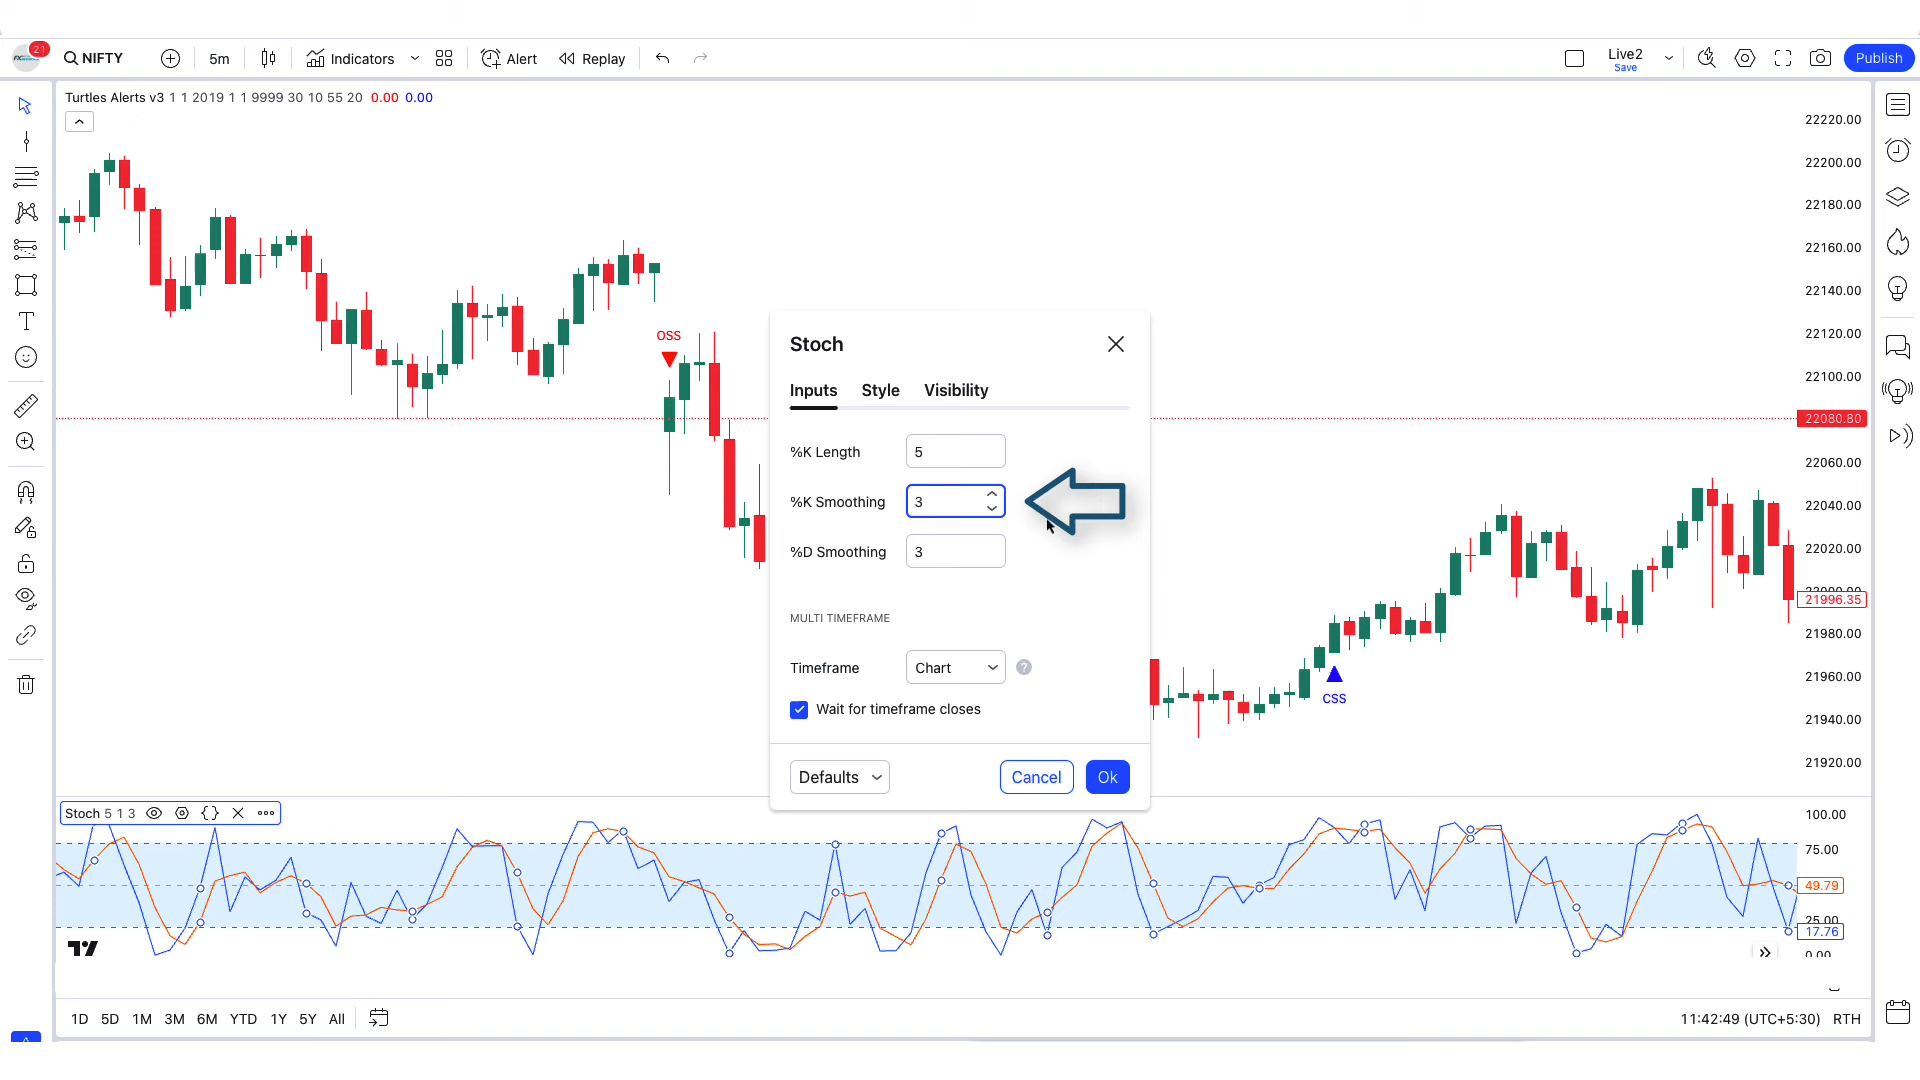 21
NIFTY
5m
Indicators
Alert
Replay
Live2
Save
Publish
Turtles Alerts v3 1 1 2019 1 1 9999 30 10 55 20 0.00 0.00
22220.00
22200.00
22180.00
22160.00
22140.00
22120.00
22100.00
22080.80
22060.00
22040.00
22020.00
22000.00
21996.35
21980.00
21960.00
21940.00
21920.00
OSS
CSS
Stoch
Inputs Style Visibility
%K Length 5
%K Smoothing 3
%D Smoothing 3
MULTI TIMEFRAME
Timeframe Chart ?
Wait for timeframe closes
Defaults Cancel Ok
Stoch 5 1 3
100.00
75.00
49.79
25.00
17.76
0.00
1D 5D 1M 3M 6M YTD 1Y 5Y All
11:42:49 (UTC+5:30) RTH